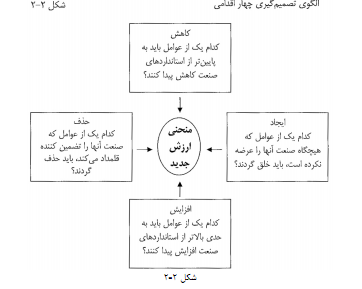 الگوی تصمیم‌گیری چهار اقدامی
شکل ۲-۲
کاهش
کدام یک از عوامل باید به
پایین‌تر از استانداردهای
صنعت کاهش پیدا کنند؟
حذف
کدام یک از عوامل که
صنعت آنها را تضمین کننده
قلمداد می‌کند، باید حذف
گردند؟
منحنی
ارزش
جدید
ایجاد
کدام یک از عوامل که
هیچگاه صنعت آنها را عرضه
نکرده است، باید خلق گردند؟
افزایش
کدام یک از عوامل باید به
حدی بالاتر از استانداردهای
صنعت افزایش پیدا کنند؟
شکل ۲-۲